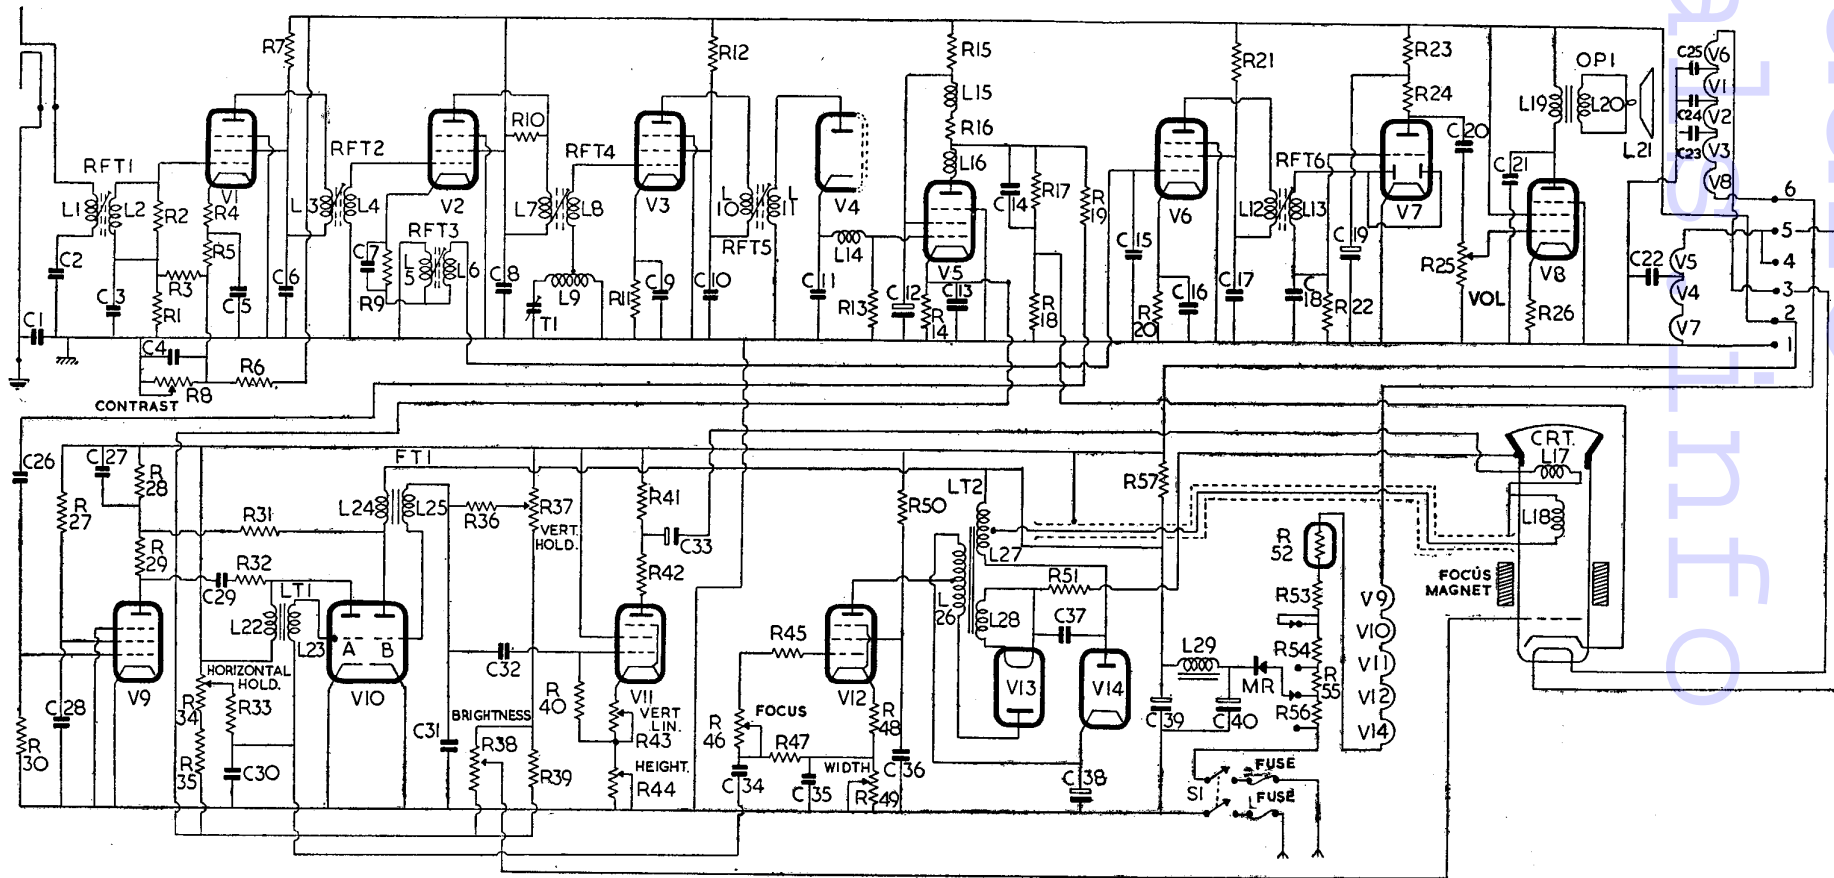 R7
R12
R15
R21
R23
OP1
C25
V6
L15
R24
L19
L20
V1
R10
R16
C20
C24
V2
RFT1
V1
RFT2
V2
RFT4
V3
V4
L16
V6
RFT6
V7
C21
L21
C23
V3
V8
L1
L2
R2
R4
L3
L4
L7
L8
L10
L11
C14
R17
R19
L12
L13
6
R5
RFT3
RFT5
L14
V5
C15
C19
R25
VOL
V8
C22
V5
5
4
C2
R3
C7
L5
L6
C8
L9
C3
R1
C5
C6
R9
T1
R11
C9
C10
C11
R13
C12
R14
C13
R18
R20
C16
C17
C18
R22
R26
V4
V7
3
2
1
C1
C4
R6
R8
CONTRAST
C26
C27
R28
FT1
C.R.T.
L17
R27
R31
L24
L25
R36
R37
VERT.
HOLD.
R41
C33
R50
LT2
L27
R57
L18
R29
R32
C29
LT1
R42
L26
R51
R52
FOCUS
MAGNET
L22
L23
A
B
C32
R45
L28
C37
R53
V9
V10
V9
HORIZONTAL
HOLD.
V10
V11
V12
V13
V14
L29
MR
R54
R55
V11
V12
C28
R34
R33
C31
BRIGHTNESS
R40
VERT
LIN.
R43
R46
FOCUS
R48
C39
C40
R56
V14
R30
R35
C30
R38
R39
HEIGHT.
R44
R47
C34
C35
WIDTH
R49
C36
C38
S1
FUSE
FUSE
als.info